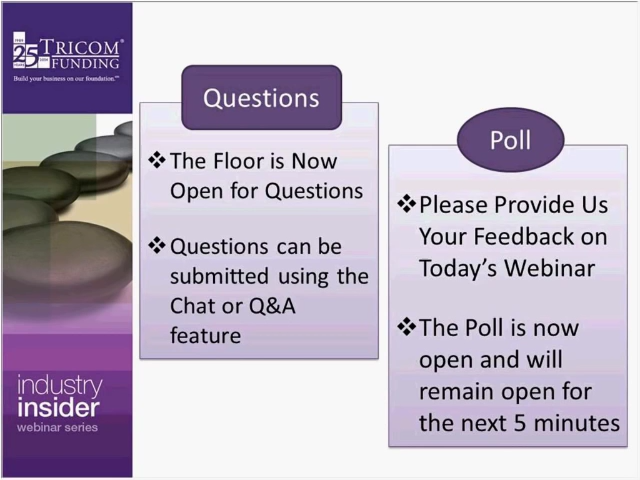 25
TRICOM®
FUNDING
Build your business on our foundation.℠
Questions
❖The Floor is Now
Open for Questions
❖Questions can be
submitted using the
Chat or Q&A
feature
Poll
❖Please Provide Us
Your Feedback on
Today's Webinar
❖The Poll is now
open and will
remain open for
the next 5 minutes
industry
insider
webinar series